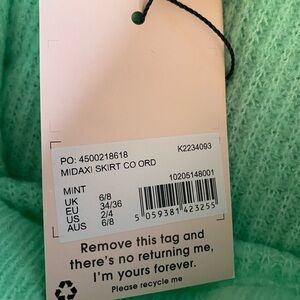 PO: 4500218618 K2234093
MIDAXI SKIRT CO ORD
MINT 10205148001
UK 6/8
EU 34/36
US 2/4
AUS 6/8
5 059381 423255
Remove this tag and
there's no returning me,
I'm yours forever.
Please recycle me